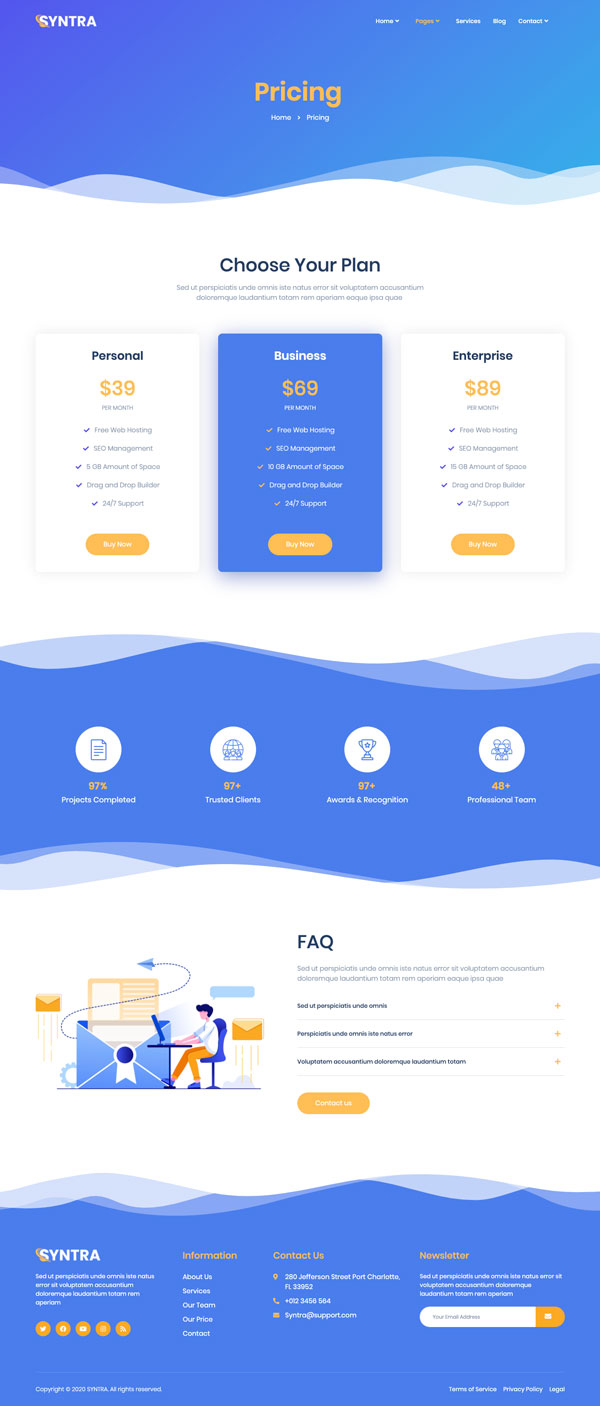 SYNTRA
Home Pages Services Blog Contact
Pricing
Home > Pricing
Choose Your Plan
Sed ut perspiciatis unde omnis iste natus error sit voluptatem accusantium
doloremque laudantium totam rem aperiam eaque ipsa quae
Personal
$39
PER MONTH
Free Web Hosting
SEO Management
5 GB Amount of Space
Drag and Drop Builder
24/7 Support
Buy Now
Business
$69
PER MONTH
Free Web Hosting
SEO Management
10 GB Amount of Space
Drag and Drop Builder
24/7 Support
Buy Now
Enterprise
$89
PER MONTH
Free Web Hosting
SEO Management
15 GB Amount of Space
Drag and Drop Builder
24/7 Support
Buy Now
97%
Projects Completed
97+
Trusted Clients
97+
Awards & Recognition
48+
Professional Team
FAQ
Sed ut perspiciatis unde omnis iste natus error sit voluptatem accusantium
doloremque laudantium totam rem aperiam eaque ipsa quae
Sed ut perspiciatis unde omnis +
Perspiciatis unde omnis iste natus error +
Voluptatem accusantium doloremque laudantium totam +
Contact us
SYNTRA
Sed ut perspiciatis unde omnis iste natus
error sit voluptatem accusantium
doloremque laudantium totam rem
aperiam
Information
About Us
Services
Our Team
Our Price
Contact
Contact Us
280 Jefferson Street Port Charlotte,
FL 33952
+012 3456 564
Syntra@support.com
Newsletter
Sed ut perspiciatis unde omnis iste natus error sit
voluptatem accusantium doloremque laudantium
totam rem aperiam
Your Email Address
Copyright © 2020 SYNTRA. All rights reserved.
Terms of Service Privacy Policy Legal